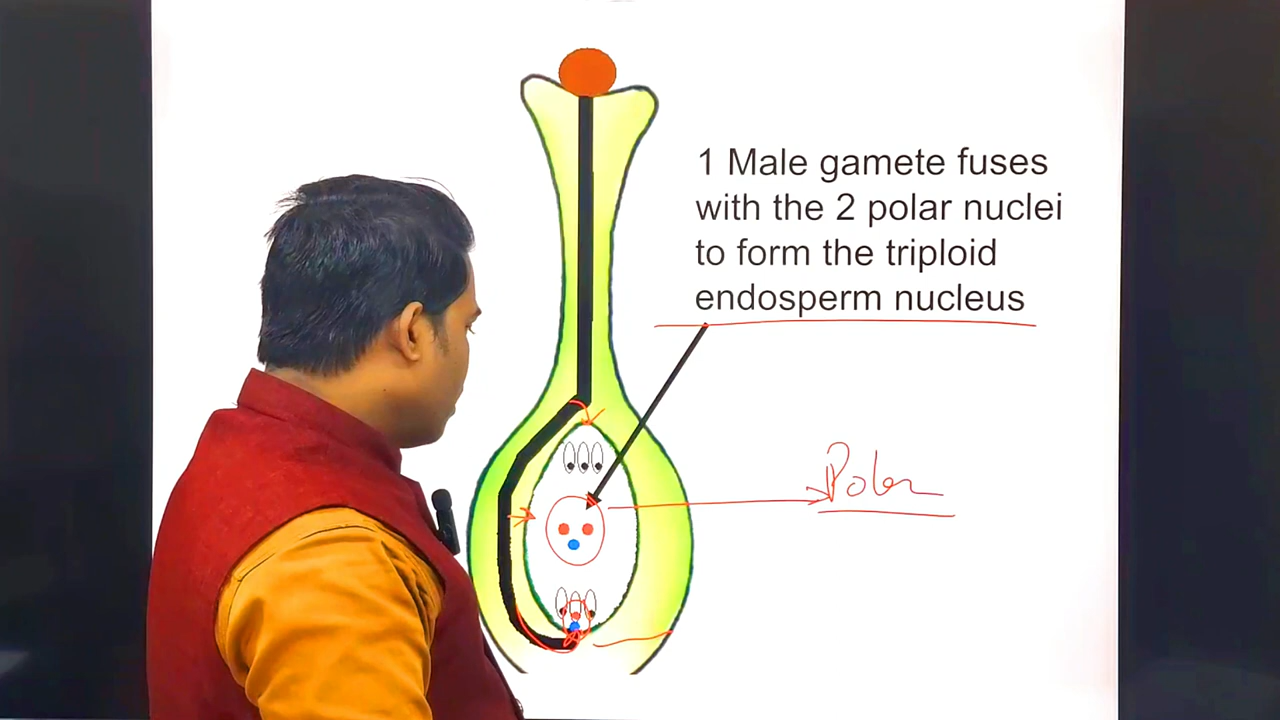 1 Male gamete fuses
with the 2 polar nuclei
to form the triploid
endosperm nucleus
Polar